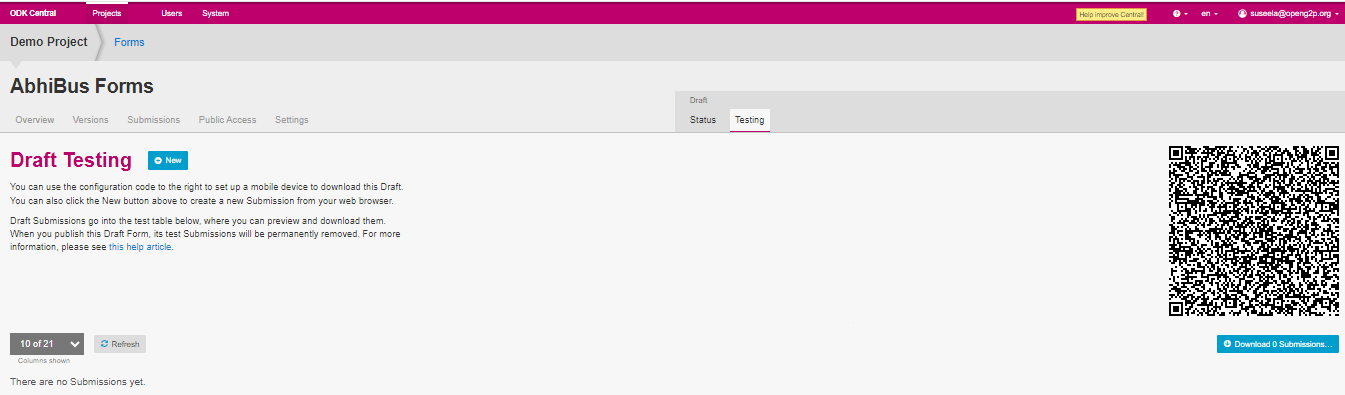 ODK Central Projects Users System Help improve Central! en suseela@openg2p.org
Demo Project Forms
AbhiBus Forms
Draft
Overview Versions Submissions Public Access Settings Status Testing
Draft Testing New
You can use the configuration code to the right to set up a mobile device to download this Draft.
You can also click the New button above to create a new Submission from your web browser.
Draft Submissions go into the test table below, where you can preview and download them.
When you publish this Draft Form, its test Submissions will be permanently removed. For more
information, please see this help article.
10 of 21 Refresh Download 0 Submissions...
Columns shown
There are no Submissions yet.